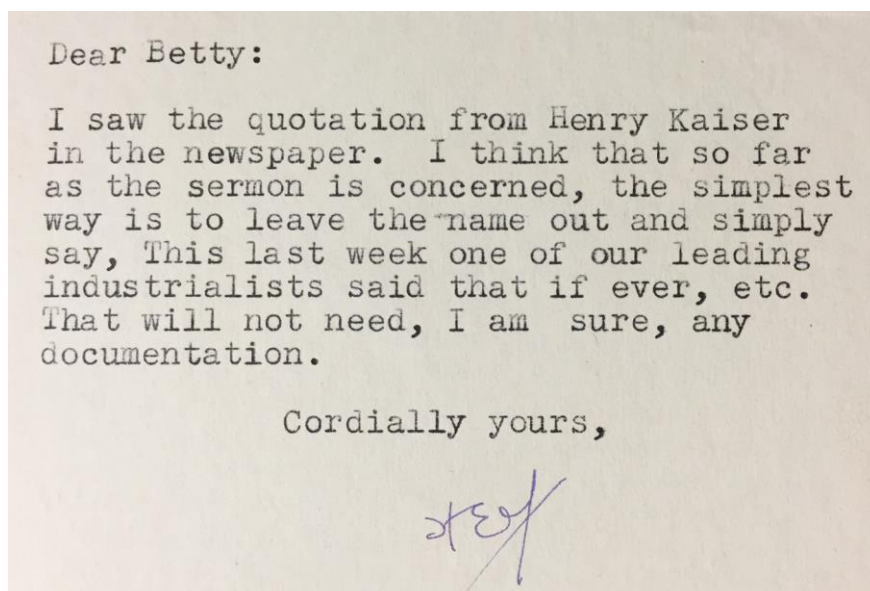 Dear Betty:
I saw the quotation from Henry Kaiser
in the newspaper. I think that so far
as the sermon is concerned, the simplest
way is to leave the name out and simply
say, This last week one of our leading
industrialists said that if ever, etc.
That will not need, I am sure, any
documentation.
Cordially yours,